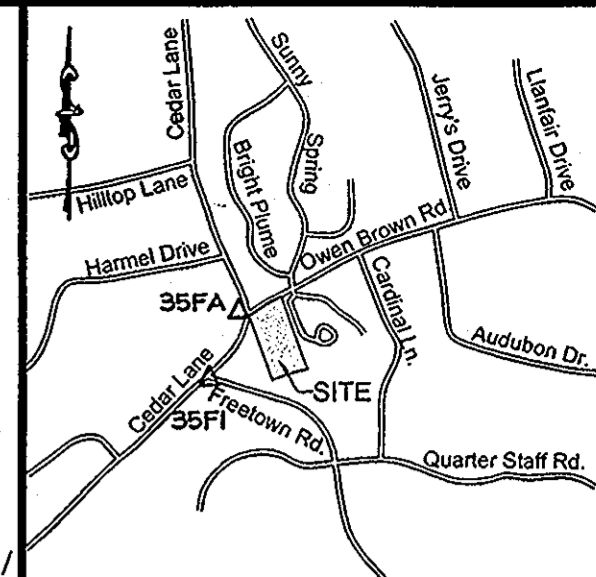 Cedar Lane
Sunny
Spring
Jerry's Drive
Llanfair Drive
Bright Plume
Hilltop Lane
Harmel Drive
Owen Brown Rd.
35FA
Cardinal Ln.
Audubon Dr.
Cedar Lane
SITE
35FI
Freetown Rd.
Quarter Staff Rd.